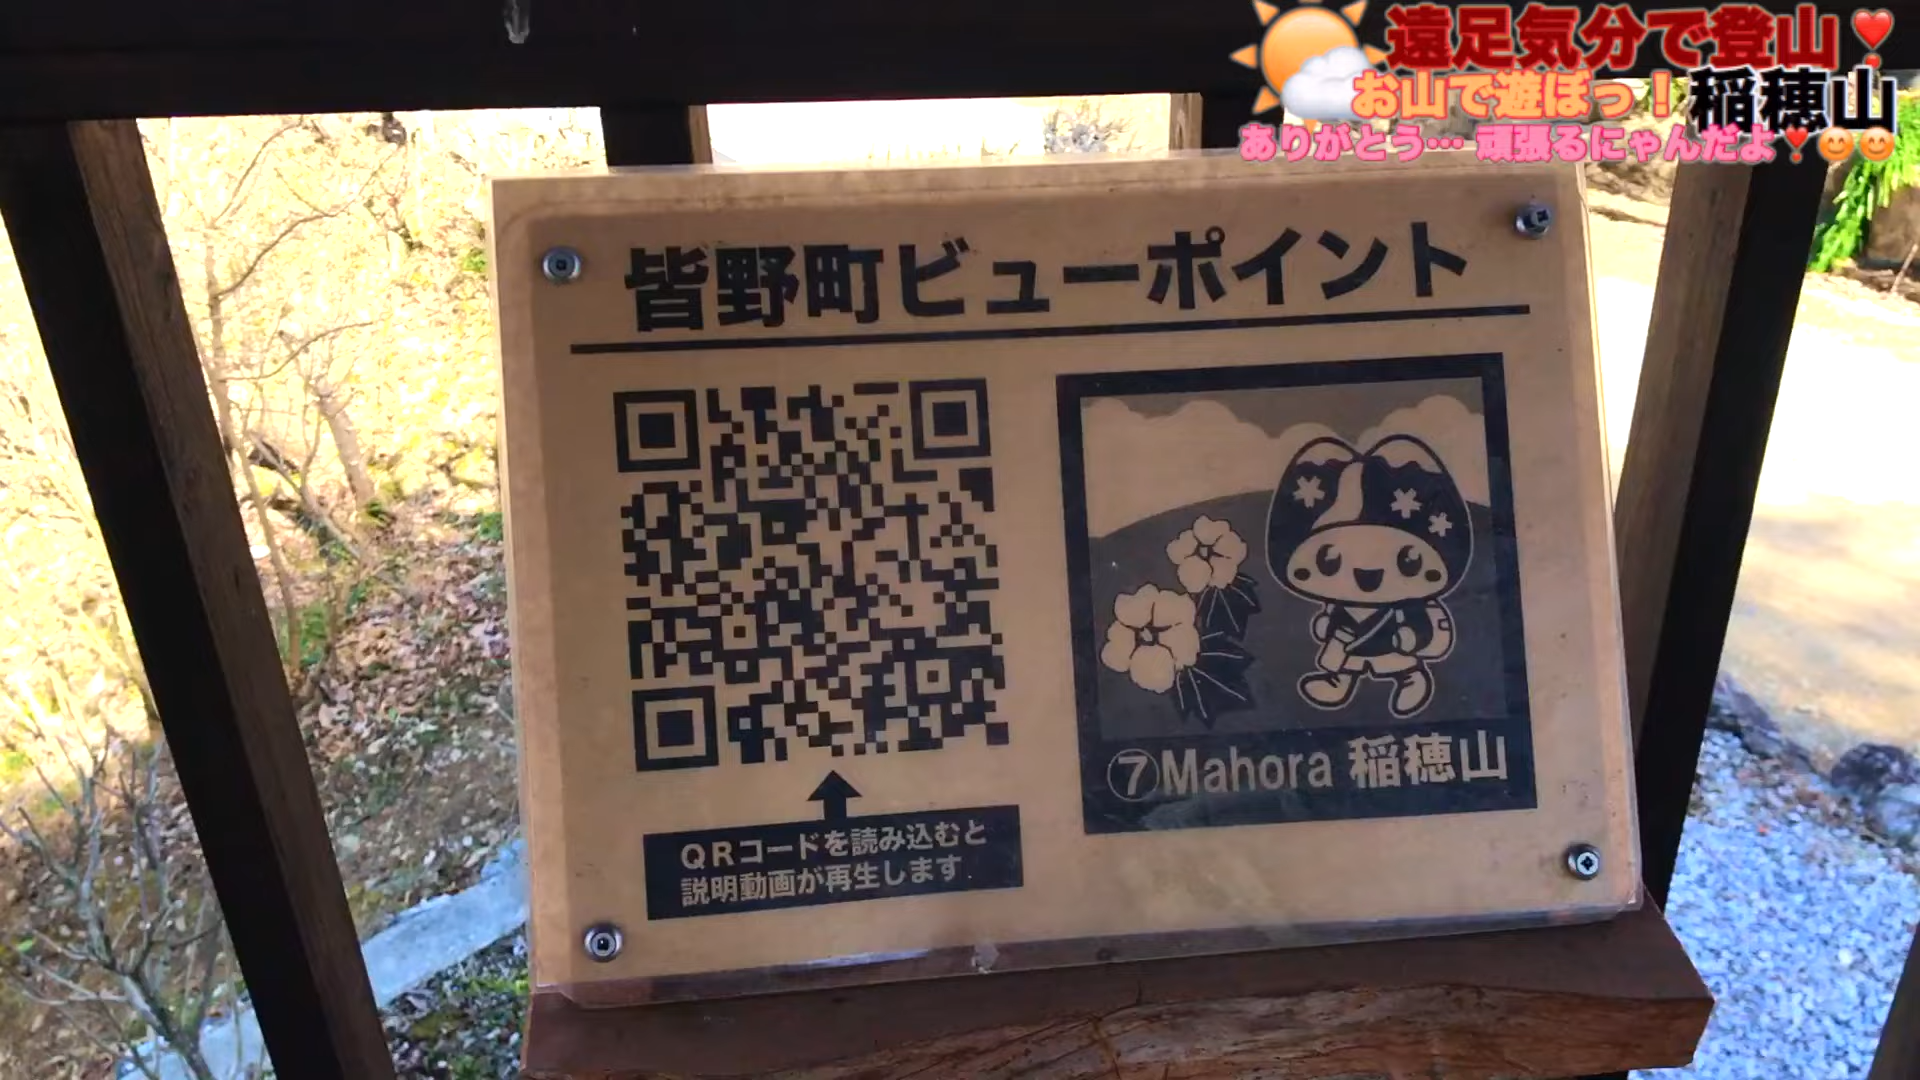 遠足気分で登山❣
お山で遊ぼっ！稲穂山
ありがとう… 頑張るにゃんだよ❣😊😊
皆野町ビューポイント
⑦Mahora 稲穂山
QRコードを読み込むと
説明動画が再生します